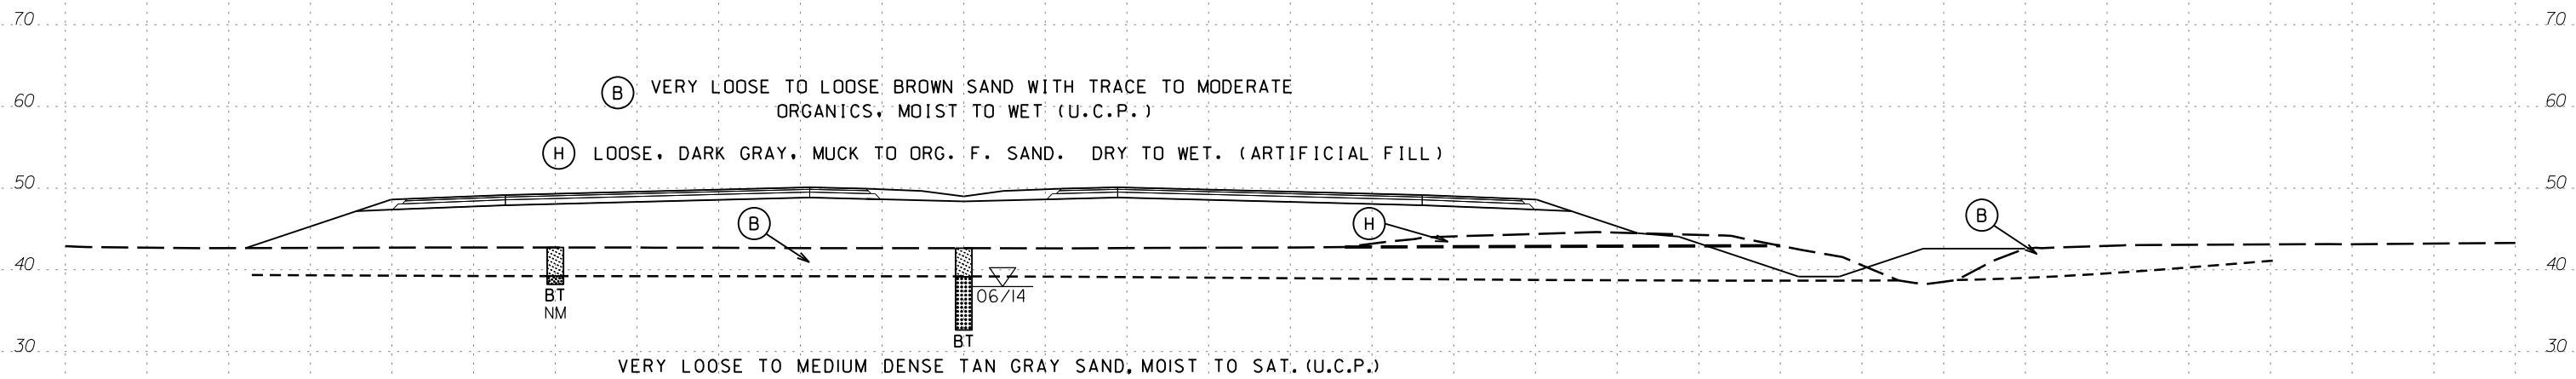 70 70
B VERY LOOSE TO LOOSE BROWN SAND WITH TRACE TO MODERATE
60 ORGANICS, MOIST TO WET (U.C.P.) 60
H LOOSE, DARK GRAY, MUCK TO ORG. F. SAND. DRY TO WET. (ARTIFICIAL FILL)
50 50
B H B
40 40
BT 06/14
NM
BT
30 30
VERY LOOSE TO MEDIUM DENSE TAN GRAY SAND, MOIST TO SAT. (U.C.P.)